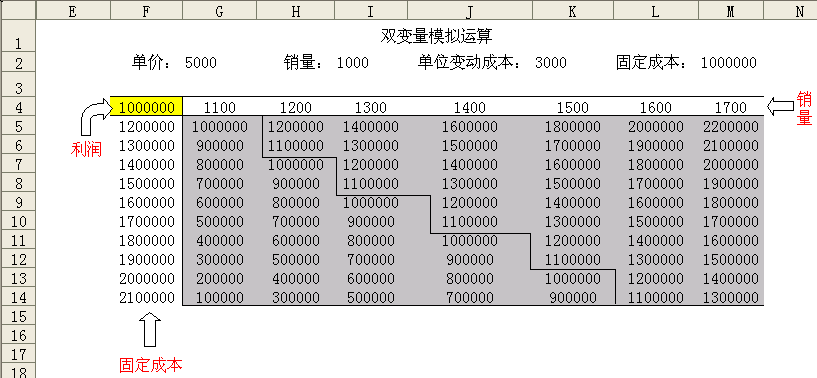 E F G H I J K L M N
1 双变量模拟运算
2 单价: 5000 销量: 1000 单位变动成本: 3000 固定成本: 1000000
3
4 1000000 1100 1200 1300 1400 1500 1600 1700 销量
5 1200000 1000000 1200000 1400000 1600000 1800000 2000000 2200000
6 利润 1300000 900000 1100000 1300000 1500000 1700000 1900000 2100000
7 1400000 800000 1000000 1200000 1400000 1600000 1800000 2000000
8 1500000 700000 900000 1100000 1300000 1500000 1700000 1900000
9 1600000 600000 800000 1000000 1200000 1400000 1600000 1800000
10 1700000 500000 700000 900000 1100000 1300000 1500000 1700000
11 1800000 400000 600000 800000 1000000 1200000 1400000 1600000
12 1900000 300000 500000 700000 900000 1100000 1300000 1500000
13 2000000 200000 400000 600000 800000 1000000 1200000 1400000
14 2100000 100000 300000 500000 700000 900000 1100000 1300000
15
16
17 固定成本
18